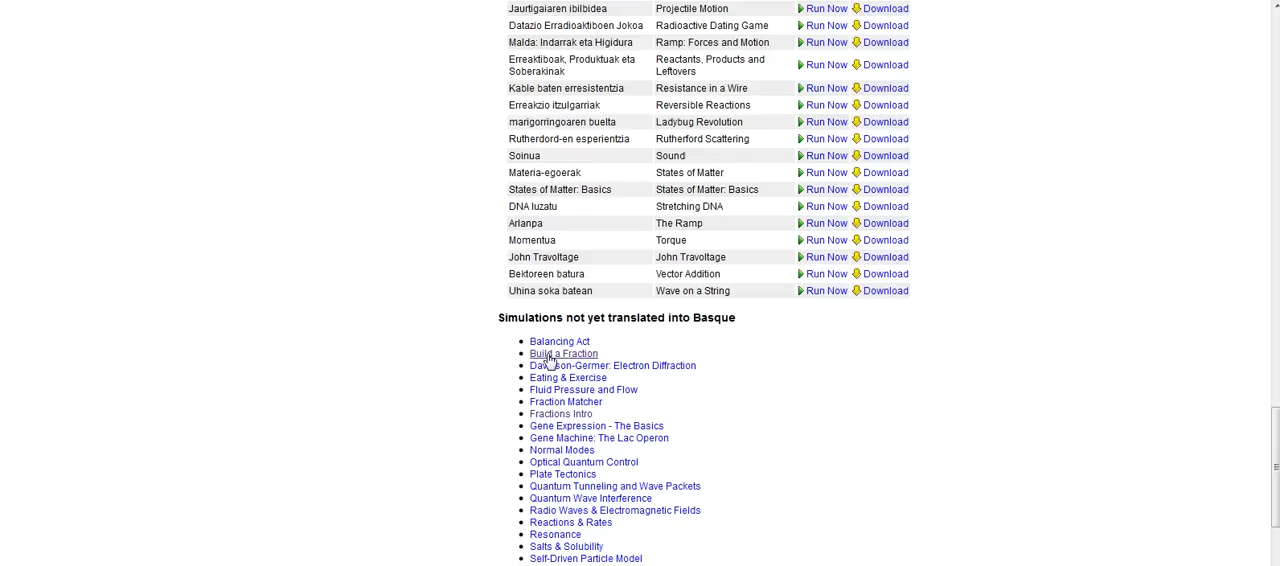 Jaurtigaiaren ibilbidea Projectile Motion Run Now Download
Datazio Erradioaktiboen Jokoa Radioactive Dating Game Run Now Download
Malda: Indarrak eta Higidura Ramp: Forces and Motion Run Now Download
Erreaktiboak, Produktuak eta Soberakinak Reactants, Products and Leftovers Run Now Download
Kable baten erresistentzia Resistance in a Wire Run Now Download
Erreakzio itzulgarriak Reversible Reactions Run Now Download
marigorringoaren buelta Ladybug Revolution Run Now Download
Rutherdord-en esperientzia Rutherford Scattering Run Now Download
Soinua Sound Run Now Download
Materia-egoerak States of Matter Run Now Download
States of Matter: Basics States of Matter: Basics Run Now Download
DNA luzatu Stretching DNA Run Now Download
Arlanpa The Ramp Run Now Download
Momentua Torque Run Now Download
John Travoltage John Travoltage Run Now Download
Bektoreen batura Vector Addition Run Now Download
Uhina soka batean Wave on a String Run Now Download
Simulations not yet translated into Basque
Balancing Act
Build a Fraction
Davisson-Germer: Electron Diffraction
Eating & Exercise
Fluid Pressure and Flow
Fraction Matcher
Fractions Intro
Gene Expression - The Basics
Gene Machine: The Lac Operon
Normal Modes
Optical Quantum Control
Plate Tectonics
Quantum Tunneling and Wave Packets
Quantum Wave Interference
Radio Waves & Electromagnetic Fields
Reactions & Rates
Resonance
Salts & Solubility
Self-Driven Particle Model